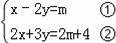 x－2y=m ①
2x+3y=2m+4 ②